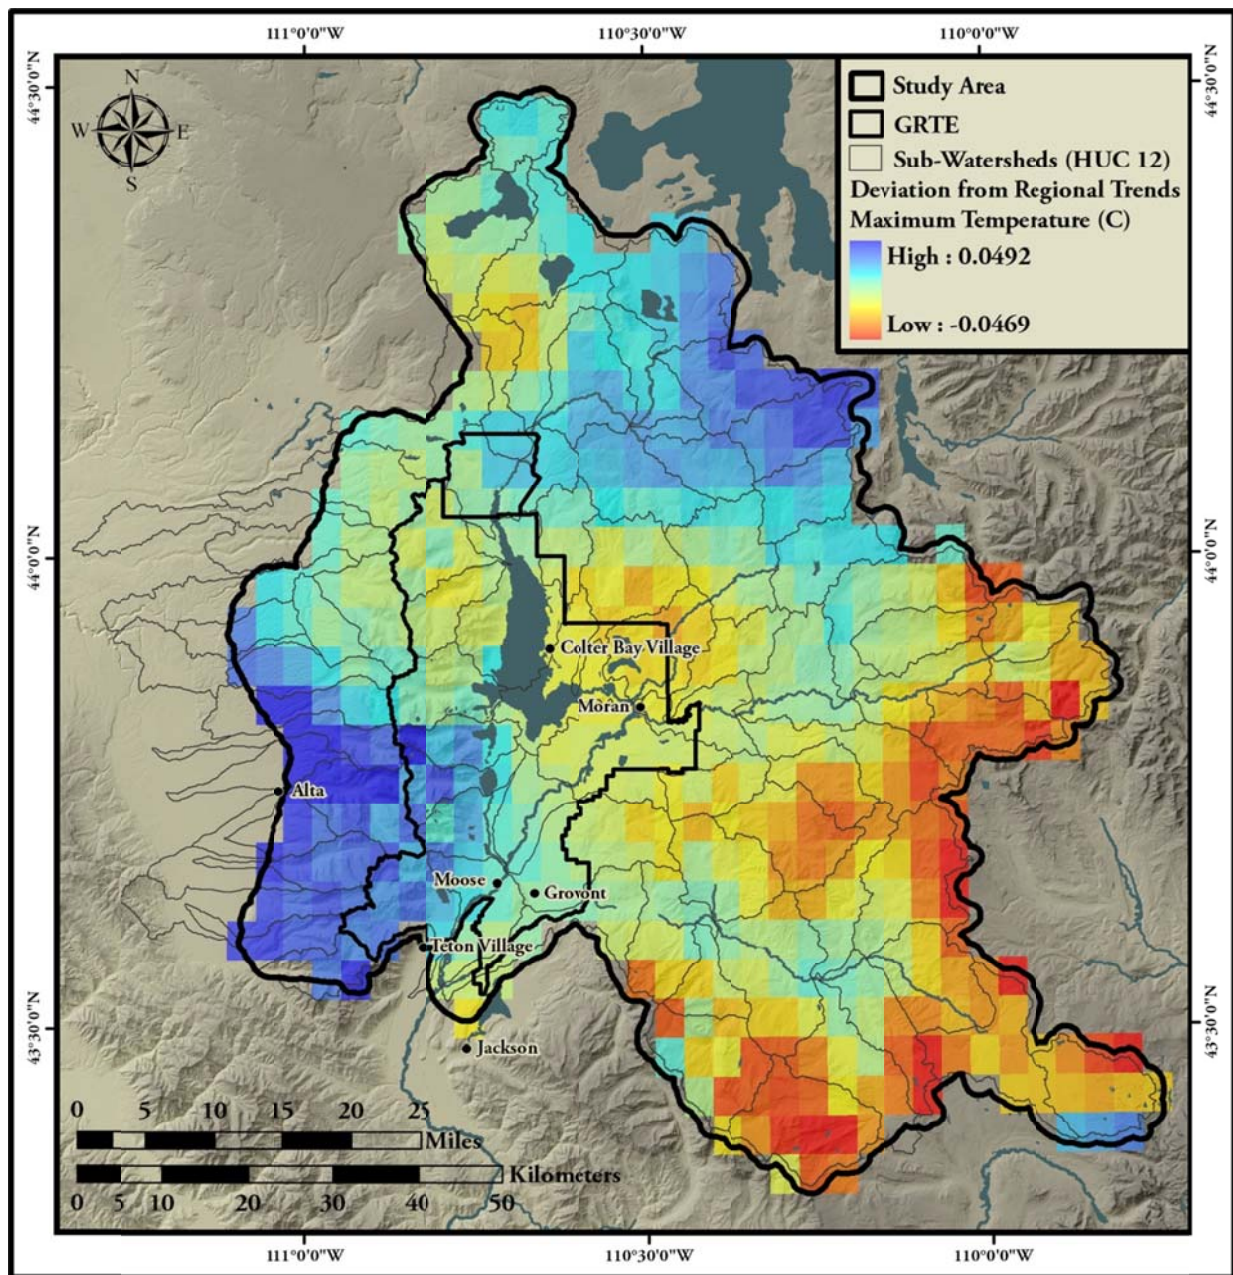 111°0'0"W 110°30'0"W 110°0'0"W
44°30'0"N 44°30'0"N
N
W E
S
Study Area
GRTE
Sub-Watersheds (HUC 12)
Deviation from Regional Trends
Maximum Temperature (C)
High : 0.0492
Low : -0.0469
44°0'0"N 44°0'0"N
Colter Bay Village
Moran
Alta
Moose
Grovont
Teton Village
43°30'0"N 43°30'0"N
Jackson
0 5 10 15 20 25
Miles
Kilometers
0 5 10 20 30 40 50
111°0'0"W 110°30'0"W 110°0'0"W